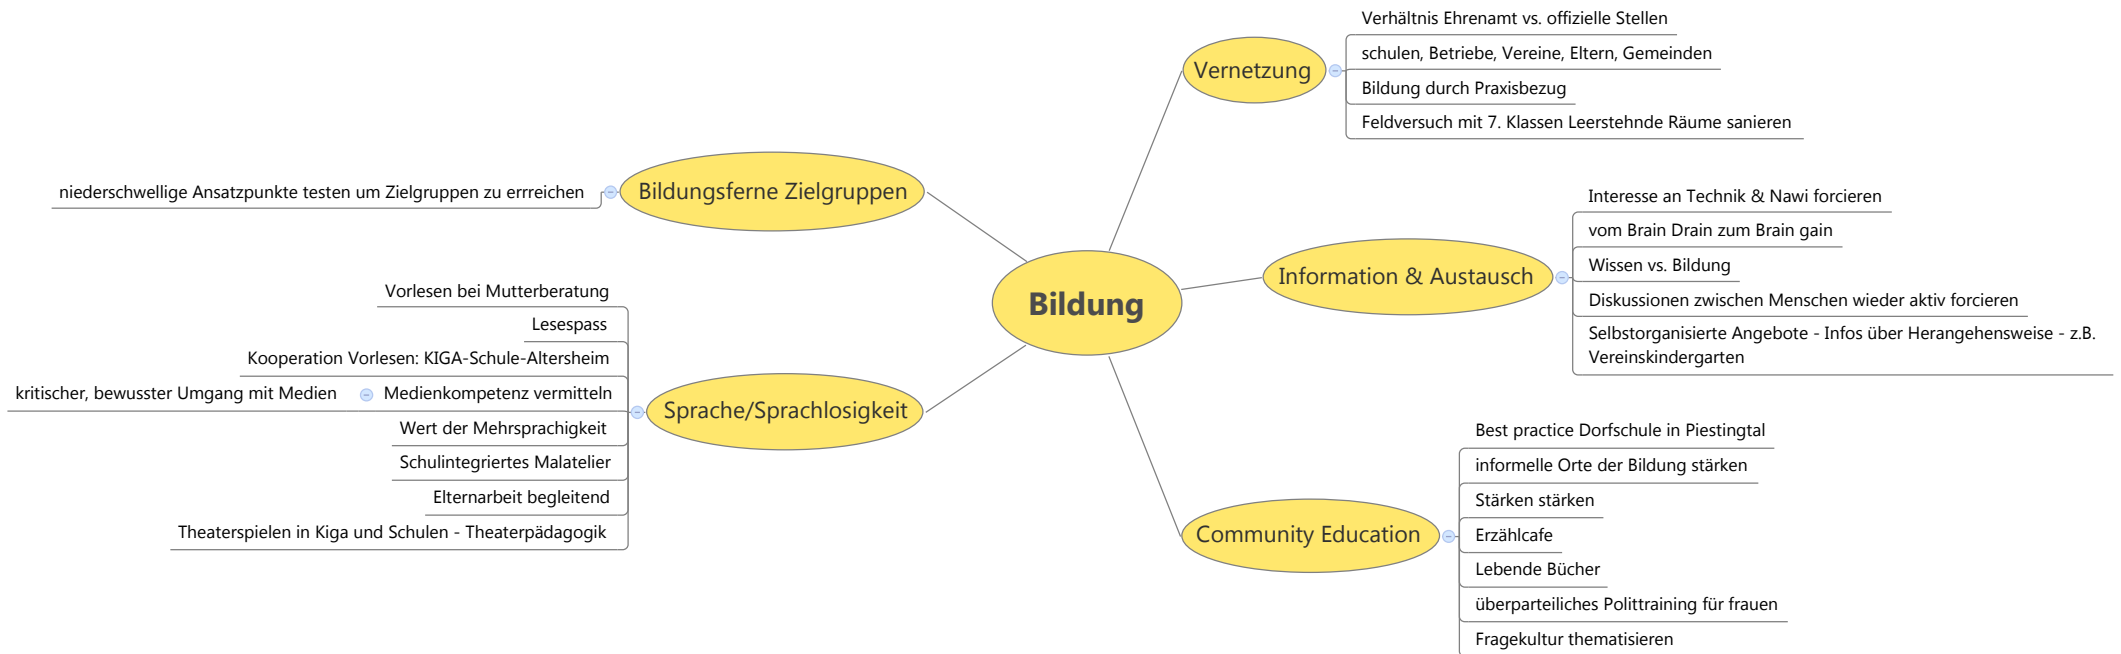 Bildung
Vernetzung
Verhältnis Ehrenamt vs. offizielle Stellen
schulen, Betriebe, Vereine, Eltern, Gemeinden
Bildung durch Praxisbezug
Feldversuch mit 7. Klassen Leerstehnde Räume sanieren
Information & Austausch
Interesse an Technik & Nawi forcieren
vom Brain Drain zum Brain gain
Wissen vs. Bildung
Diskussionen zwischen Menschen wieder aktiv forcieren
Selbstorganisierte Angebote - Infos über Herangehensweise - z.B.
Vereinskindergarten
Community Education
Best practice Dorfschule in Piestingtal
informelle Orte der Bildung stärken
Stärken stärken
Erzählcafe
Lebende Bücher
überparteiliches Polittraining für frauen
Fragekultur thematisieren
Bildungsferne Zielgruppen
niederschwellige Ansatzpunkte testen um Zielgruppen zu errreichen
Sprache/Sprachlosigkeit
Vorlesen bei Mutterberatung
Lesespass
Kooperation Vorlesen: KIGA-Schule-Altersheim
Medienkompetenz vermitteln
kritischer, bewusster Umgang mit Medien
Wert der Mehrsprachigkeit
Schulintegriertes Malatelier
Elternarbeit begleitend
Theaterspielen in Kiga und Schulen - Theaterpädagogik